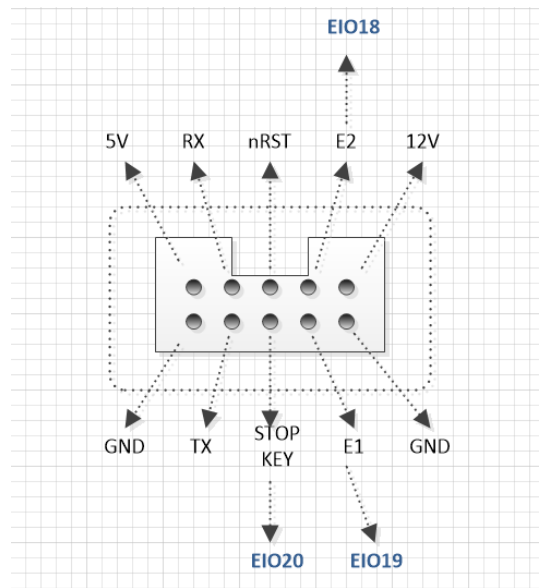 EIO18
5V RX nRST E2 12V
GND TX STOP E1 GND
KEY
EIO20 EIO19